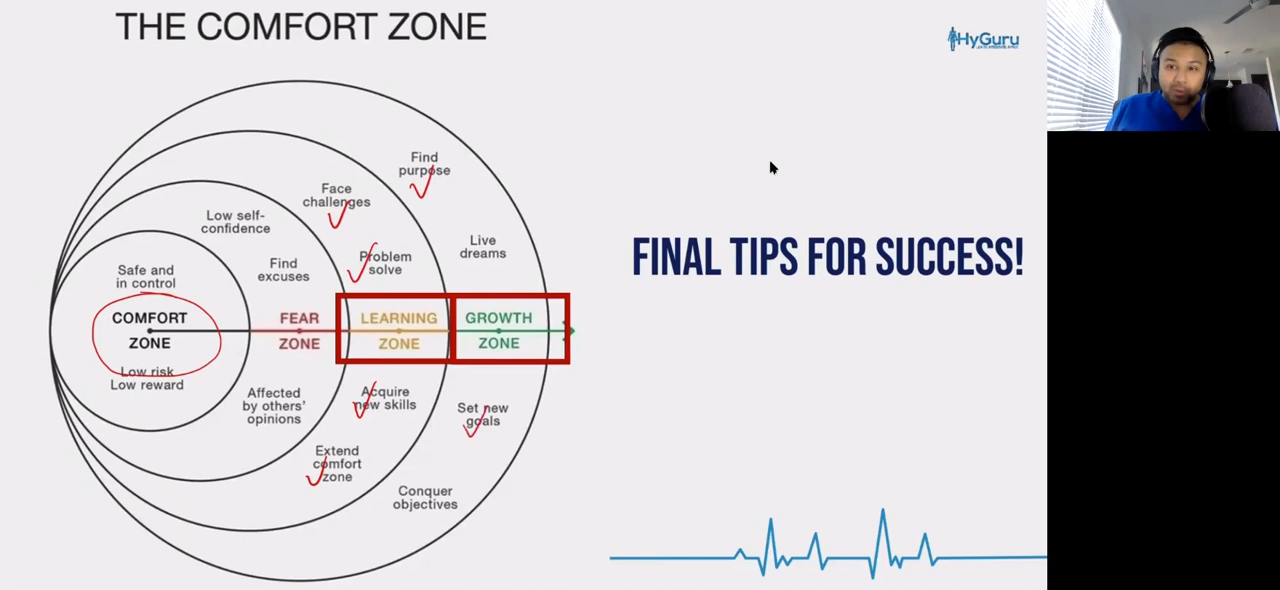 THE COMFORT ZONE
HyGuru
Find
purpose
Face
challenges
Low self-
confidence
Live
dreams
Problem
solve
Find
excuses
Safe and
in control
FINAL TIPS FOR SUCCESS!
COMFORT
ZONE
FEAR
ZONE
LEARNING
ZONE
GROWTH
ZONE
Low risk
Low reward
Affected
by others'
opinions
Acquire
new skills
Set new
goals
Extend
comfort
zone
Conquer
objectives